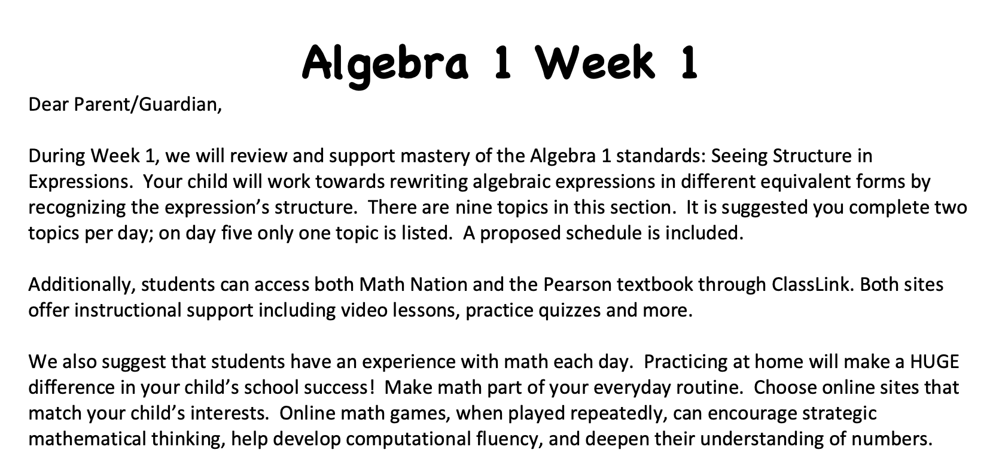 Algebra 1 Week 1
Dear Parent/Guardian,
During Week 1, we will review and support mastery of the Algebra 1 standards: Seeing Structure in
Expressions.  Your child will work towards rewriting algebraic expressions in different equivalent forms by
recognizing the expression’s structure.  There are nine topics in this section.  It is suggested you complete two
topics per day; on day five only one topic is listed.  A proposed schedule is included.
Additionally, students can access both Math Nation and the Pearson textbook through ClassLink. Both sites
offer instructional support including video lessons, practice quizzes and more.
We also suggest that students have an experience with math each day.  Practicing at home will make a HUGE
difference in your child’s school success!  Make math part of your everyday routine.  Choose online sites that
match your child’s interests.  Online math games, when played repeatedly, can encourage strategic
mathematical thinking, help develop computational fluency, and deepen their understanding of numbers.